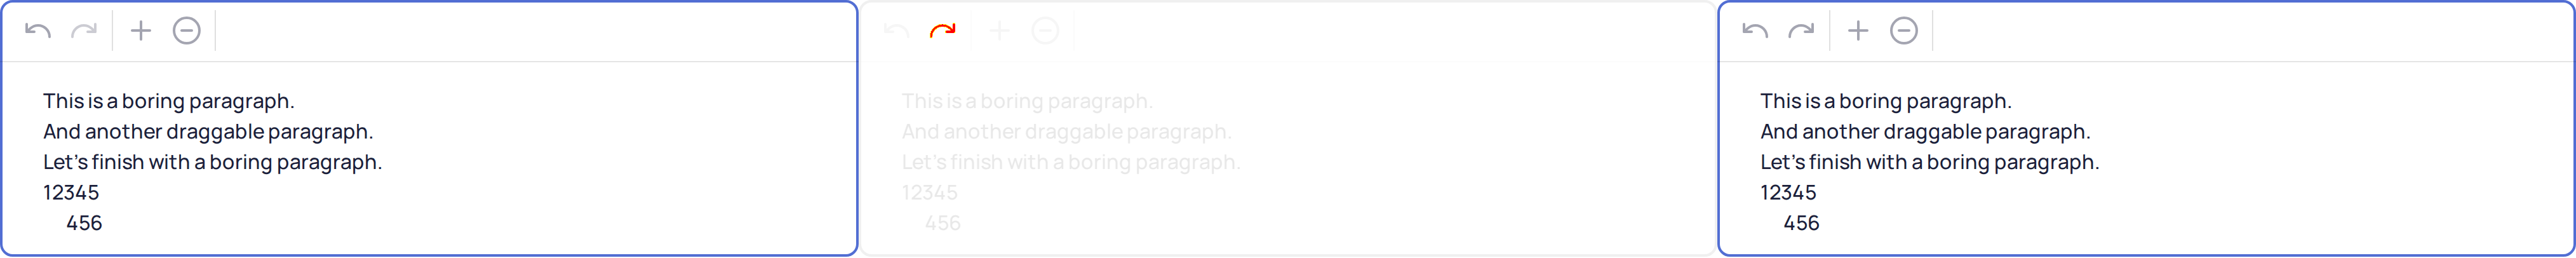 This is a boring paragraph.
And another draggable paragraph.
Let's finish with a boring paragraph.
12345
456
This is a boring paragraph.
And another draggable paragraph.
Let's finish with a boring paragraph.
12345
456
This is a boring paragraph.
And another draggable paragraph.
Let's finish with a boring paragraph.
12345
456